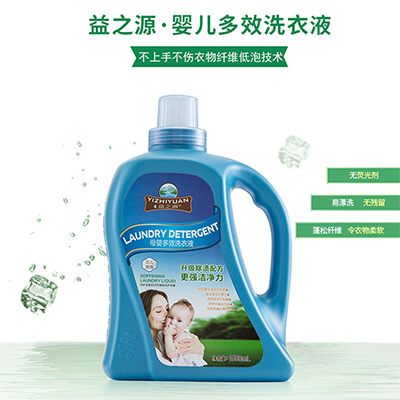 益之源·婴儿多效洗衣液
不上手不伤衣物纤维低泡技术
无荧光剂
易漂洗 无残留
蓬松纤维 令衣物柔软
YIZHIYUAN
益之源
LAUNDRY DETERGENT
母婴多效洗衣液
SOFTENING
LAUNDRY LIQUID
升级除渍配方
更强洁净力